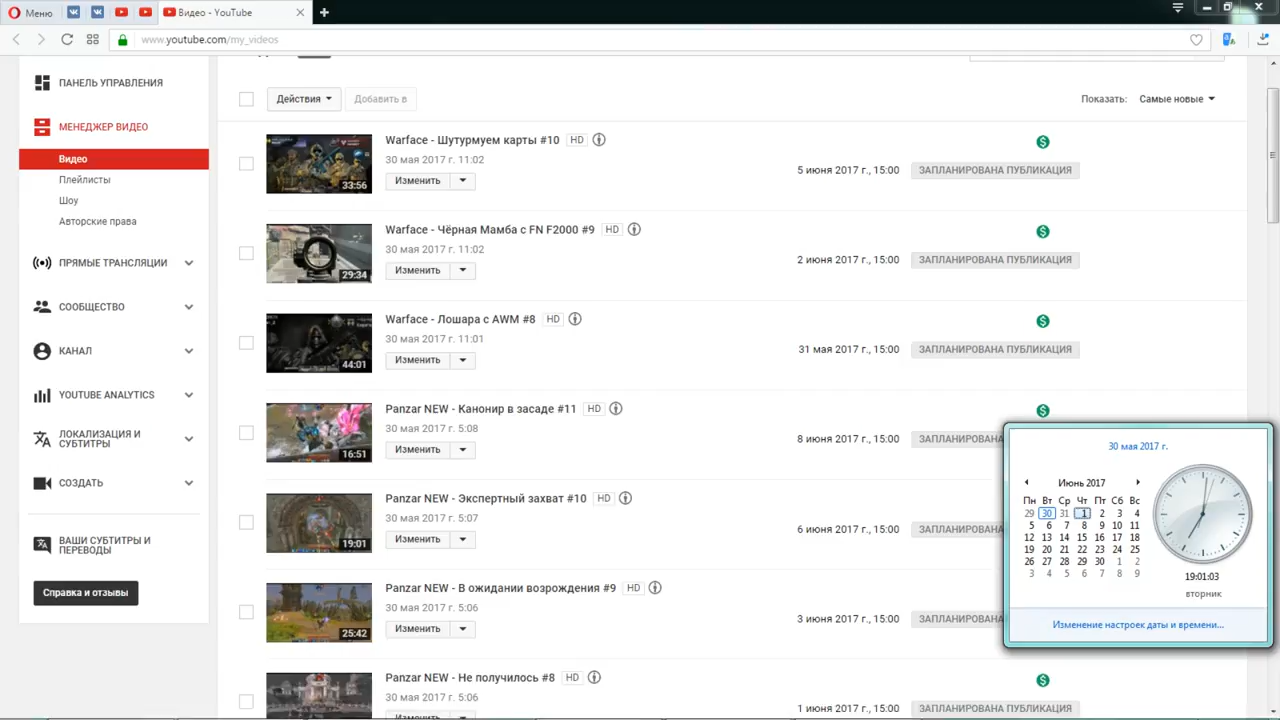 Меню
Видео - YouTube
www.youtube.com/my_videos
ПАНЕЛЬ УПРАВЛЕНИЯ
МЕНЕДЖЕР ВИДЕО
Видео
Плейлисты
Шоу
Авторские права
ПРЯМЫЕ ТРАНСЛЯЦИИ
СООБЩЕСТВО
КАНАЛ
YOUTUBE ANALYTICS
ЛОКАЛИЗАЦИЯ И
СУБТИТРЫ
СОЗДАТЬ
ВАШИ СУБТИТРЫ И
ПЕРЕВОДЫ
Справка и отзывы
Действия
Добавить в
Показать: Самые новые
Warface - Шутурмуем карты #10 HD
30 мая 2017 г. 11:02
33:56
Изменить
5 июня 2017 г., 15:00 ЗАПЛАНИРОВАНА ПУБЛИКАЦИЯ
Warface - Чёрная Мамба с FN F2000 #9 HD
30 мая 2017 г. 11:02
29:34
Изменить
2 июня 2017 г., 15:00 ЗАПЛАНИРОВАНА ПУБЛИКАЦИЯ
Warface - Лошара с AWM #8 HD
30 мая 2017 г. 11:01
44:01
Изменить
31 мая 2017 г., 15:00 ЗАПЛАНИРОВАНА ПУБЛИКАЦИЯ
Panzar NEW - Канонир в засаде #11 HD
30 мая 2017 г. 5:08
16:51
Изменить
8 июня 2017 г., 15:00 ЗАПЛАНИРОВАНА
Panzar NEW - Экспертный захват #10 HD
30 мая 2017 г. 5:07
19:01
Изменить
6 июня 2017 г., 15:00 ЗАПЛАНИРОВАНА
Panzar NEW - В ожидании возрождения #9 HD
30 мая 2017 г. 5:06
25:42
Изменить
3 июня 2017 г., 15:00 ЗАПЛАНИРОВАНА
Panzar NEW - Не получилось #8 HD
30 мая 2017 г. 5:06
Изменить
1 июня 2017 г., 15:00 ЗАПЛАНИРОВАНА ПУБЛИКАЦИЯ
30 мая 2017 г.
Июнь 2017
Пн Вт Ср Чт Пт Сб Вс
29 30 31 1 2 3 4
5 6 7 8 9 10 11
12 13 14 15 16 17 18
19 20 21 22 23 24 25
26 27 28 29 30 1 2
3 4 5 6 7 8 9
19:01:03
вторник
Изменение настроек даты и времени...